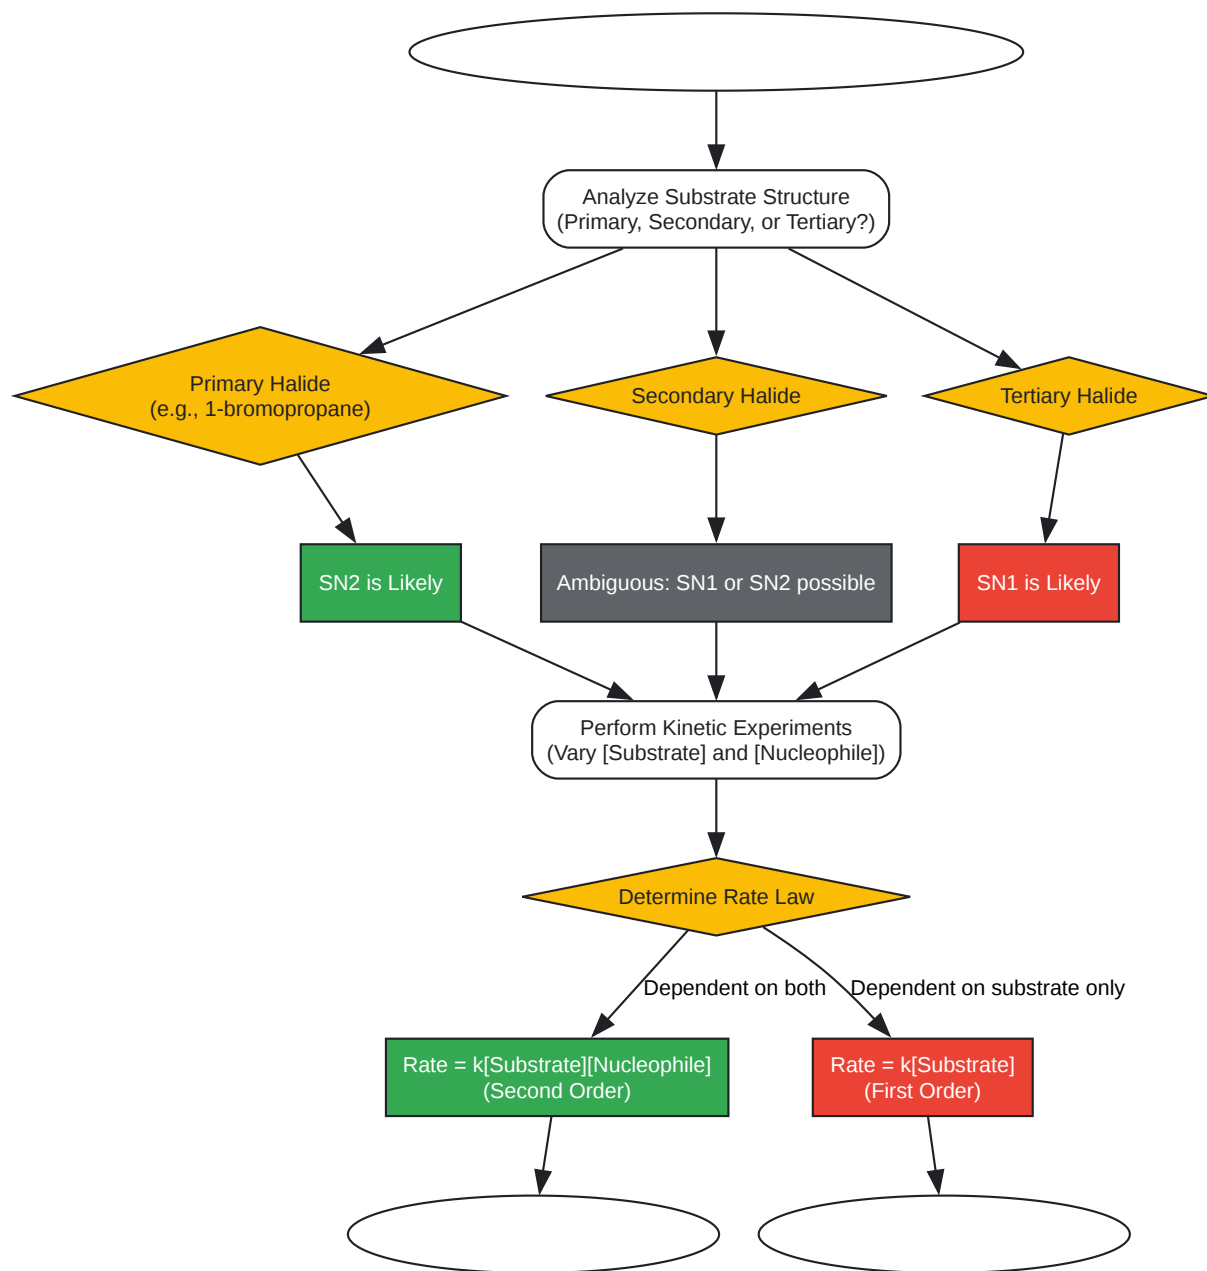 Analyze Substrate Structure
(Primary, Secondary, or Tertiary?)
Primary Halide
(e.g., 1-bromopropane)
Secondary Halide
Tertiary Halide
SN2 is Likely
Ambiguous: SN1 or SN2 possible
SN1 is Likely
Perform Kinetic Experiments
(Vary [Substrate] and [Nucleophile])
Determine Rate Law
Dependent on both
Dependent on substrate only
Rate = k[Substrate][Nucleophile]
(Second Order)
Rate = k[Substrate]
(First Order)